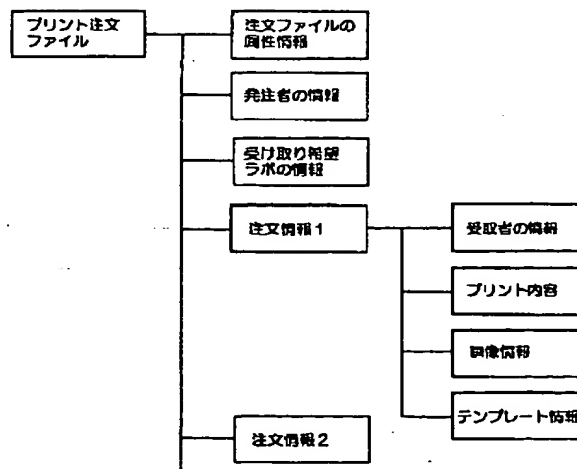 プリント注文
ファイル
注文ファイルの
属性情報
発注者の情報
受け取り希望
ラボの情報
注文情報1
受取者の情報
プリント内容
映像情報
テンプレート情報
注文情報2